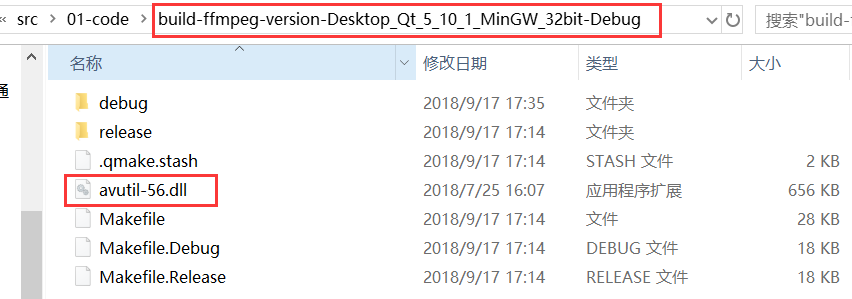 src › 01-code › build-ffmpeg-version-Desktop_Qt_5_10_1_MinGW_32bit-Debug 搜索"build-
名称 修改日期 类型 大小
通
debug 2018/9/17 17:35 文件夹
release 2018/9/17 17:14 文件夹
.qmake.stash 2018/9/17 17:14 STASH 文件 2 KB
avutil-56.dll 2018/7/25 16:07 应用程序扩展 656 KB
Makefile 2018/9/17 17:14 文件 28 KB
Makefile.Debug 2018/9/17 17:14 DEBUG 文件 18 KB
Makefile.Release 2018/9/17 17:14 RELEASE 文件 18 KB